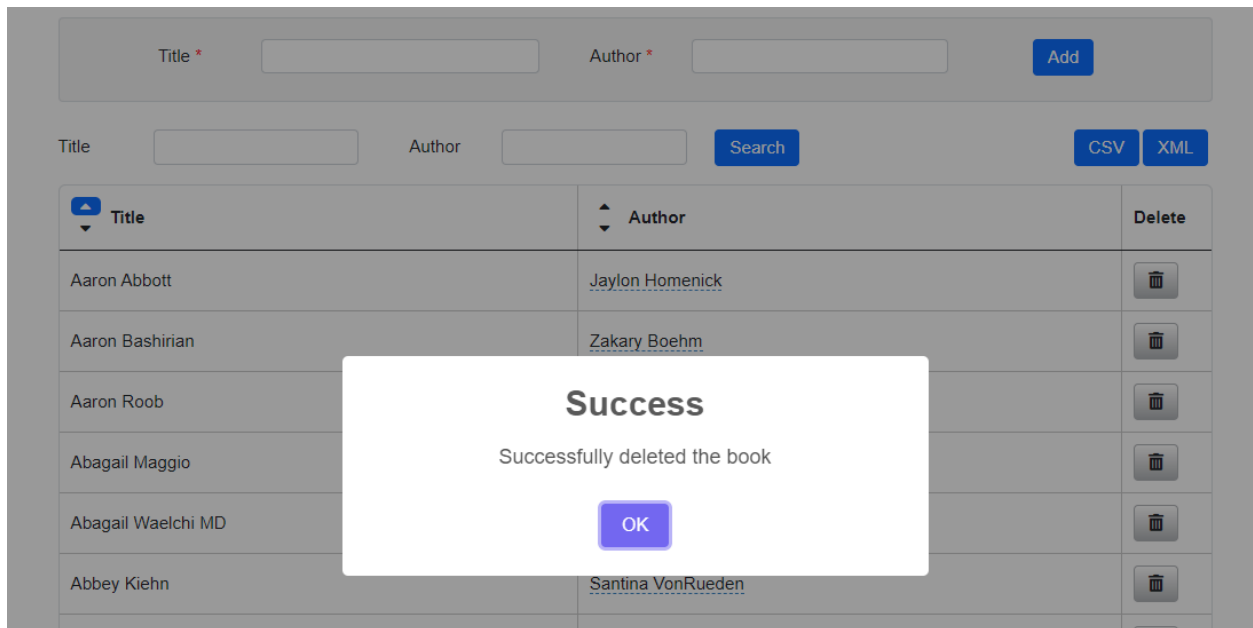 Title * Author * Add
Title Author Search CSV XML
Title Author Delete
Aaron Abbott Jaylon Homenick
Aaron Bashirian Zakary Boehm
Aaron Roob
Abagail Maggio
Abagail Waelchi MD
Abbey Kiehn Santina VonRueden
Success
Successfully deleted the book
OK